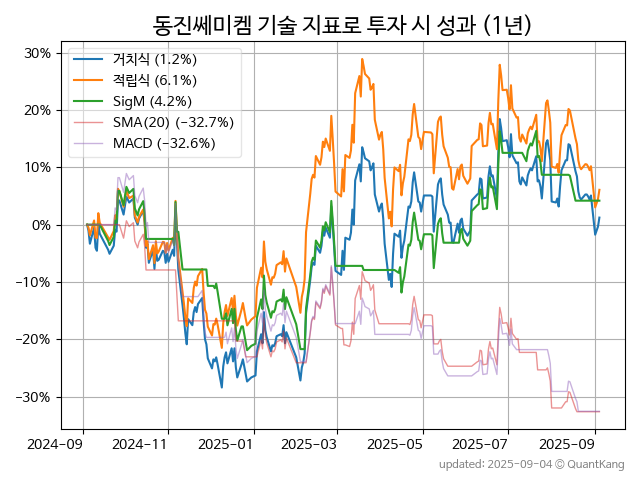 동진쎄미켐 기술 지표로 투자 시 성과 (1년)
30%
20%
10%
0%
−10%
−20%
−30%
거치식 (1.2%)
적립식 (6.1%)
SigM (4.2%)
SMA(20) (−32.7%)
MACD (−32.6%)
2024-09
2024-11
2025-01
2025-03
2025-05
2025-07
2025-09
updated: 2025-09-04 © QuantKang